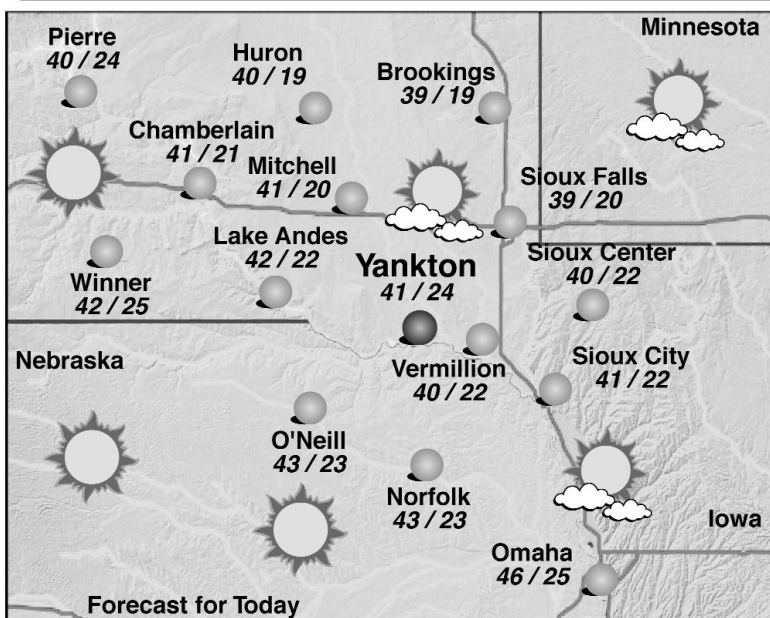 Minnesota
Pierre
40 / 24
Huron
40 / 19
Brookings
39 / 19
Chamberlain
41 / 21
Mitchell
41 / 20
Sioux Falls
39 / 20
Lake Andes
42 / 22
Winner
42 / 25
Yankton
41 / 24
Sioux Center
40 / 22
Nebraska
Vermillion
40 / 22
Sioux City
41 / 22
O'Neill
43 / 23
Norfolk
43 / 23
Iowa
Omaha
46 / 25
Forecast for Today